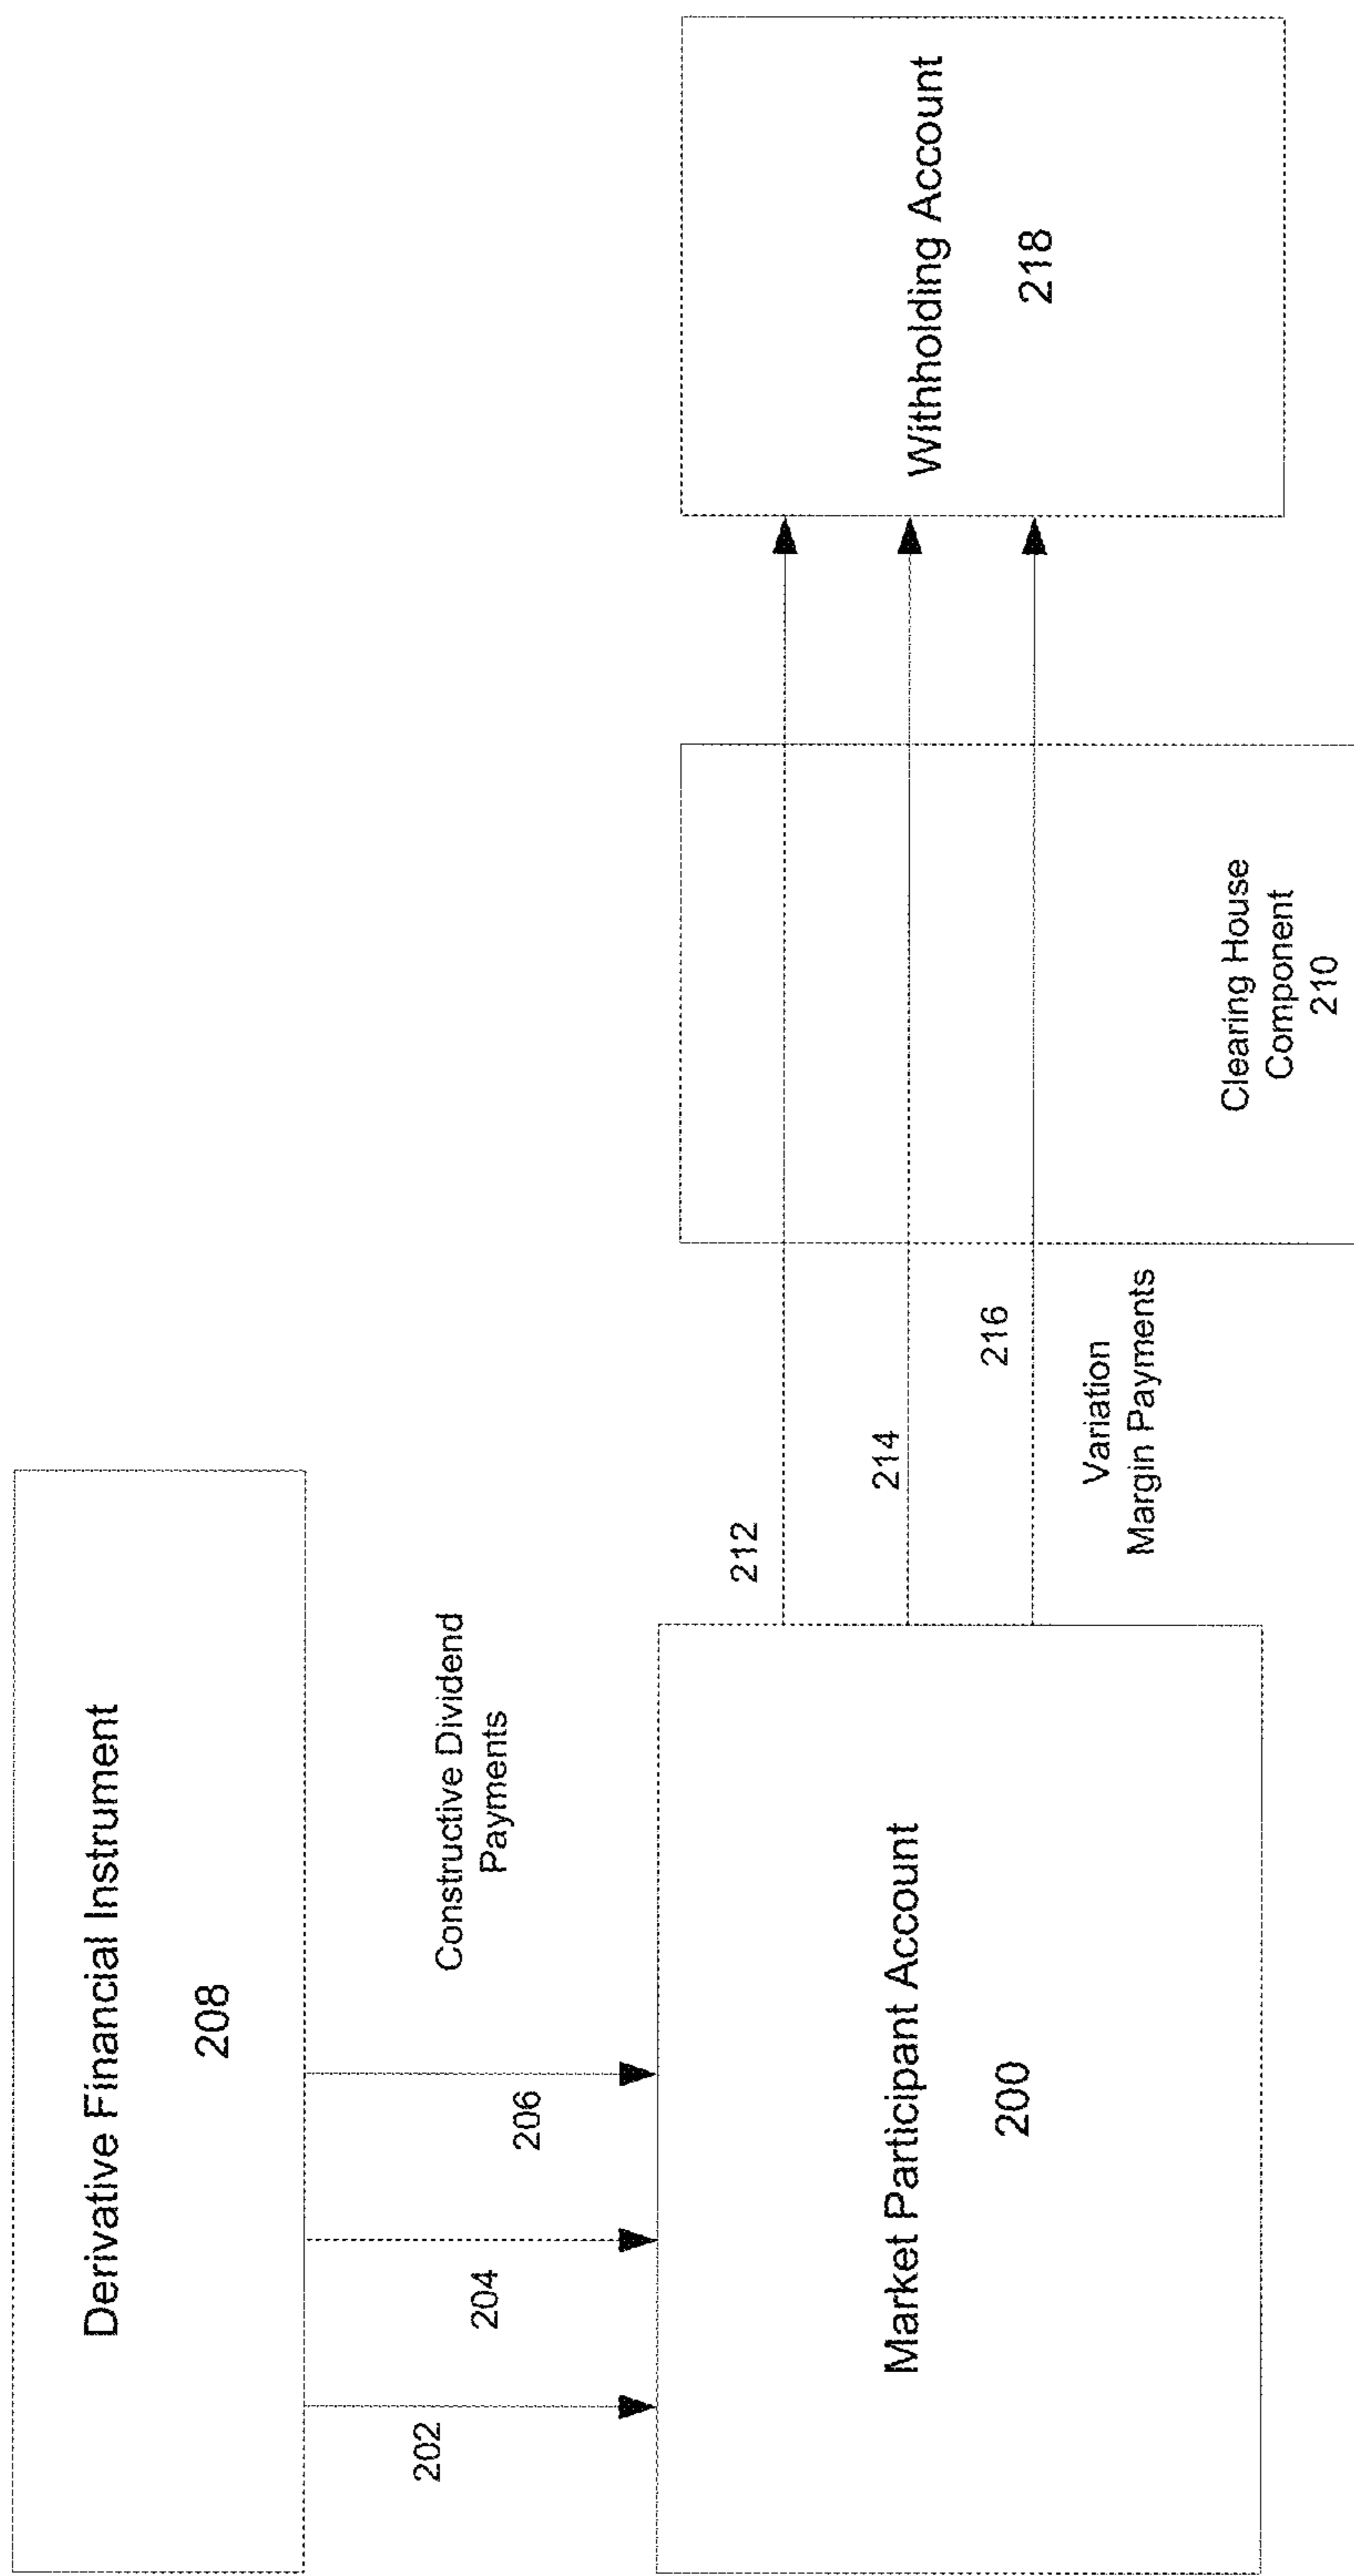 Derivative Financial Instrument
208
202
204
206
Constructive Dividend
Payments
Market Participant Account
200
212
214
216
Variation
Margin Payments
Clearing House
Component
210
Withholding Account
218